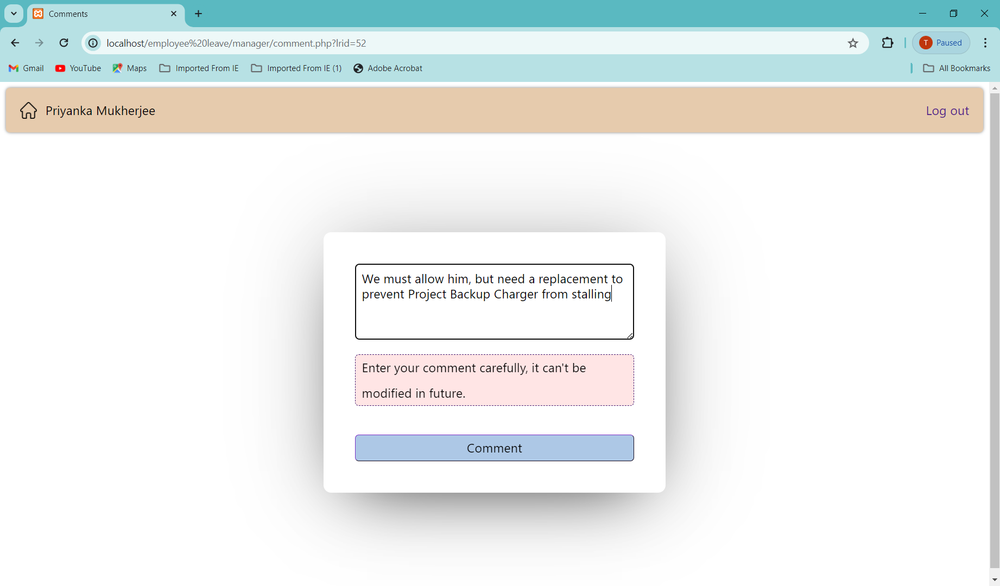 Comments
localhost/employee%20leave/manager/comment.php?lrid=52
T Paused
Gmail YouTube Maps Imported From IE Imported From IE (1) Adobe Acrobat All Bookmarks
Priyanka Mukherjee Log out
We must allow him, but need a replacement to
prevent Project Backup Charger from stalling
Enter your comment carefully, it can't be
modified in future.
Comment